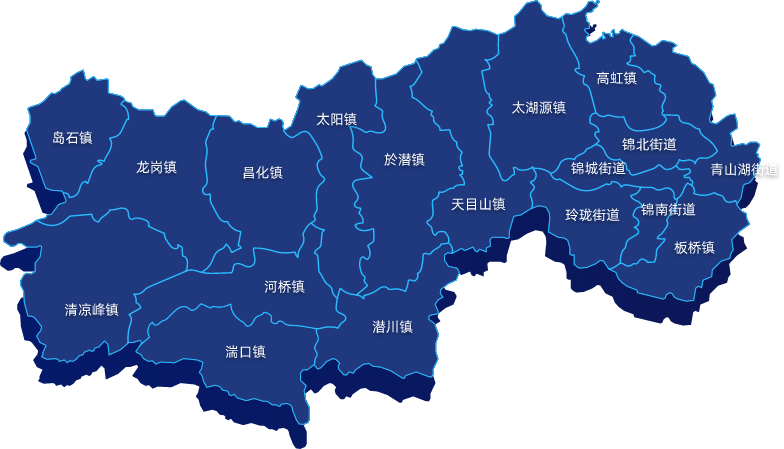 高虹镇
太湖源镇
太阳镇
岛石镇
锦北街道
於潜镇
龙岗镇
锦城街道
青山湖街道
昌化镇
天目山镇
锦南街道
玲珑街道
板桥镇
河桥镇
清凉峰镇
潜川镇
湍口镇